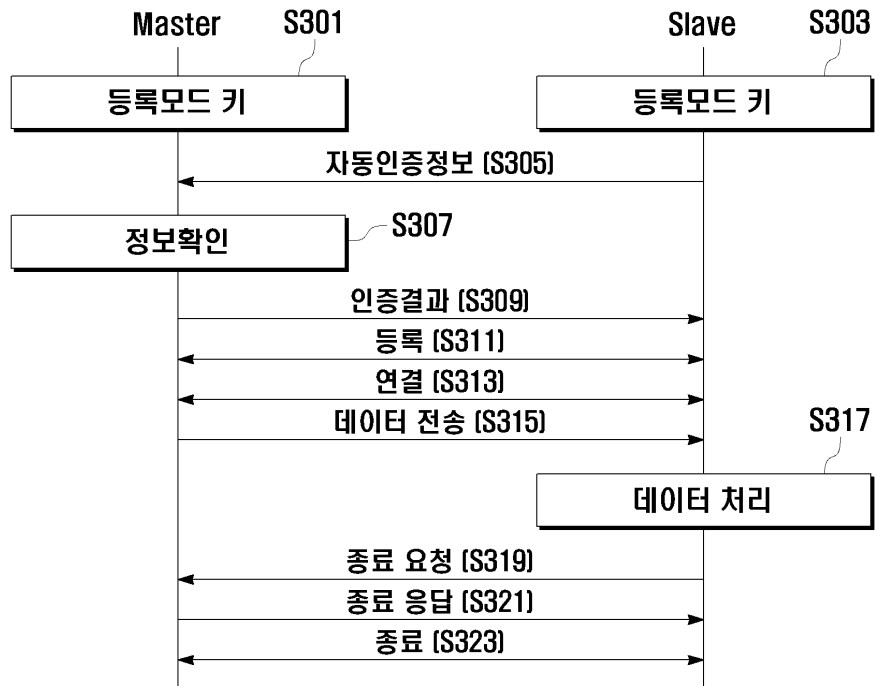 Master S301 Slave S303
등록모드 키 등록모드 키
자동인증정보 (S305)
정보확인 S307
인증결과 (S309)
등록 (S311)
연결 (S313)
데이터 전송 (S315)
S317
데이터 처리
종료 요청 (S319)
종료 응답 (S321)
종료 (S323)